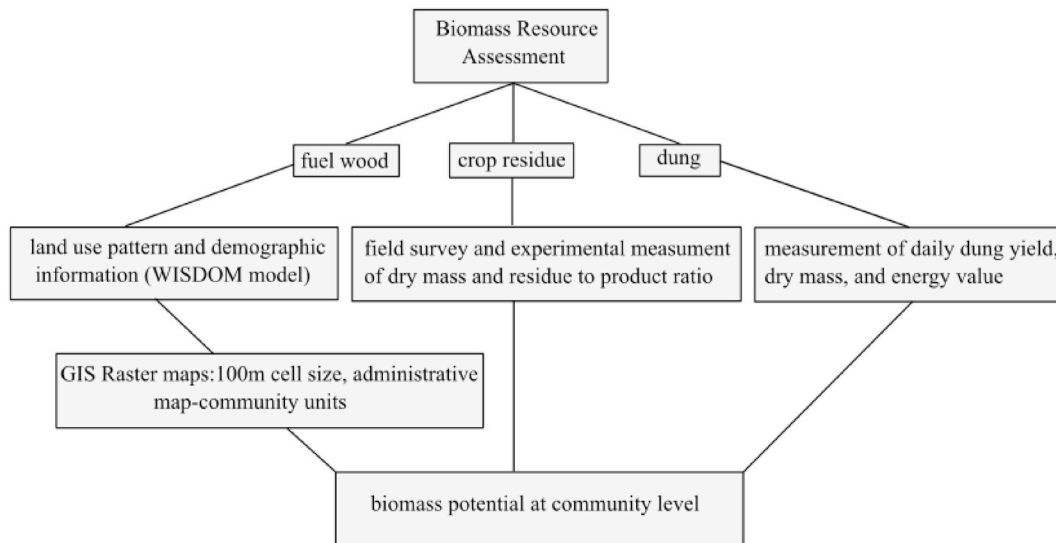 Biomass Resource
Assessment
fuel wood
crop residue
dung
land use pattern and demographic
information (WISDOM model)
field survey and experimental measument
of dry mass and residue to product ratio
measurement of daily dung yield,
dry mass, and energy value
GIS Raster maps:100m cell size, administrative
map-community units
biomass potential at community level